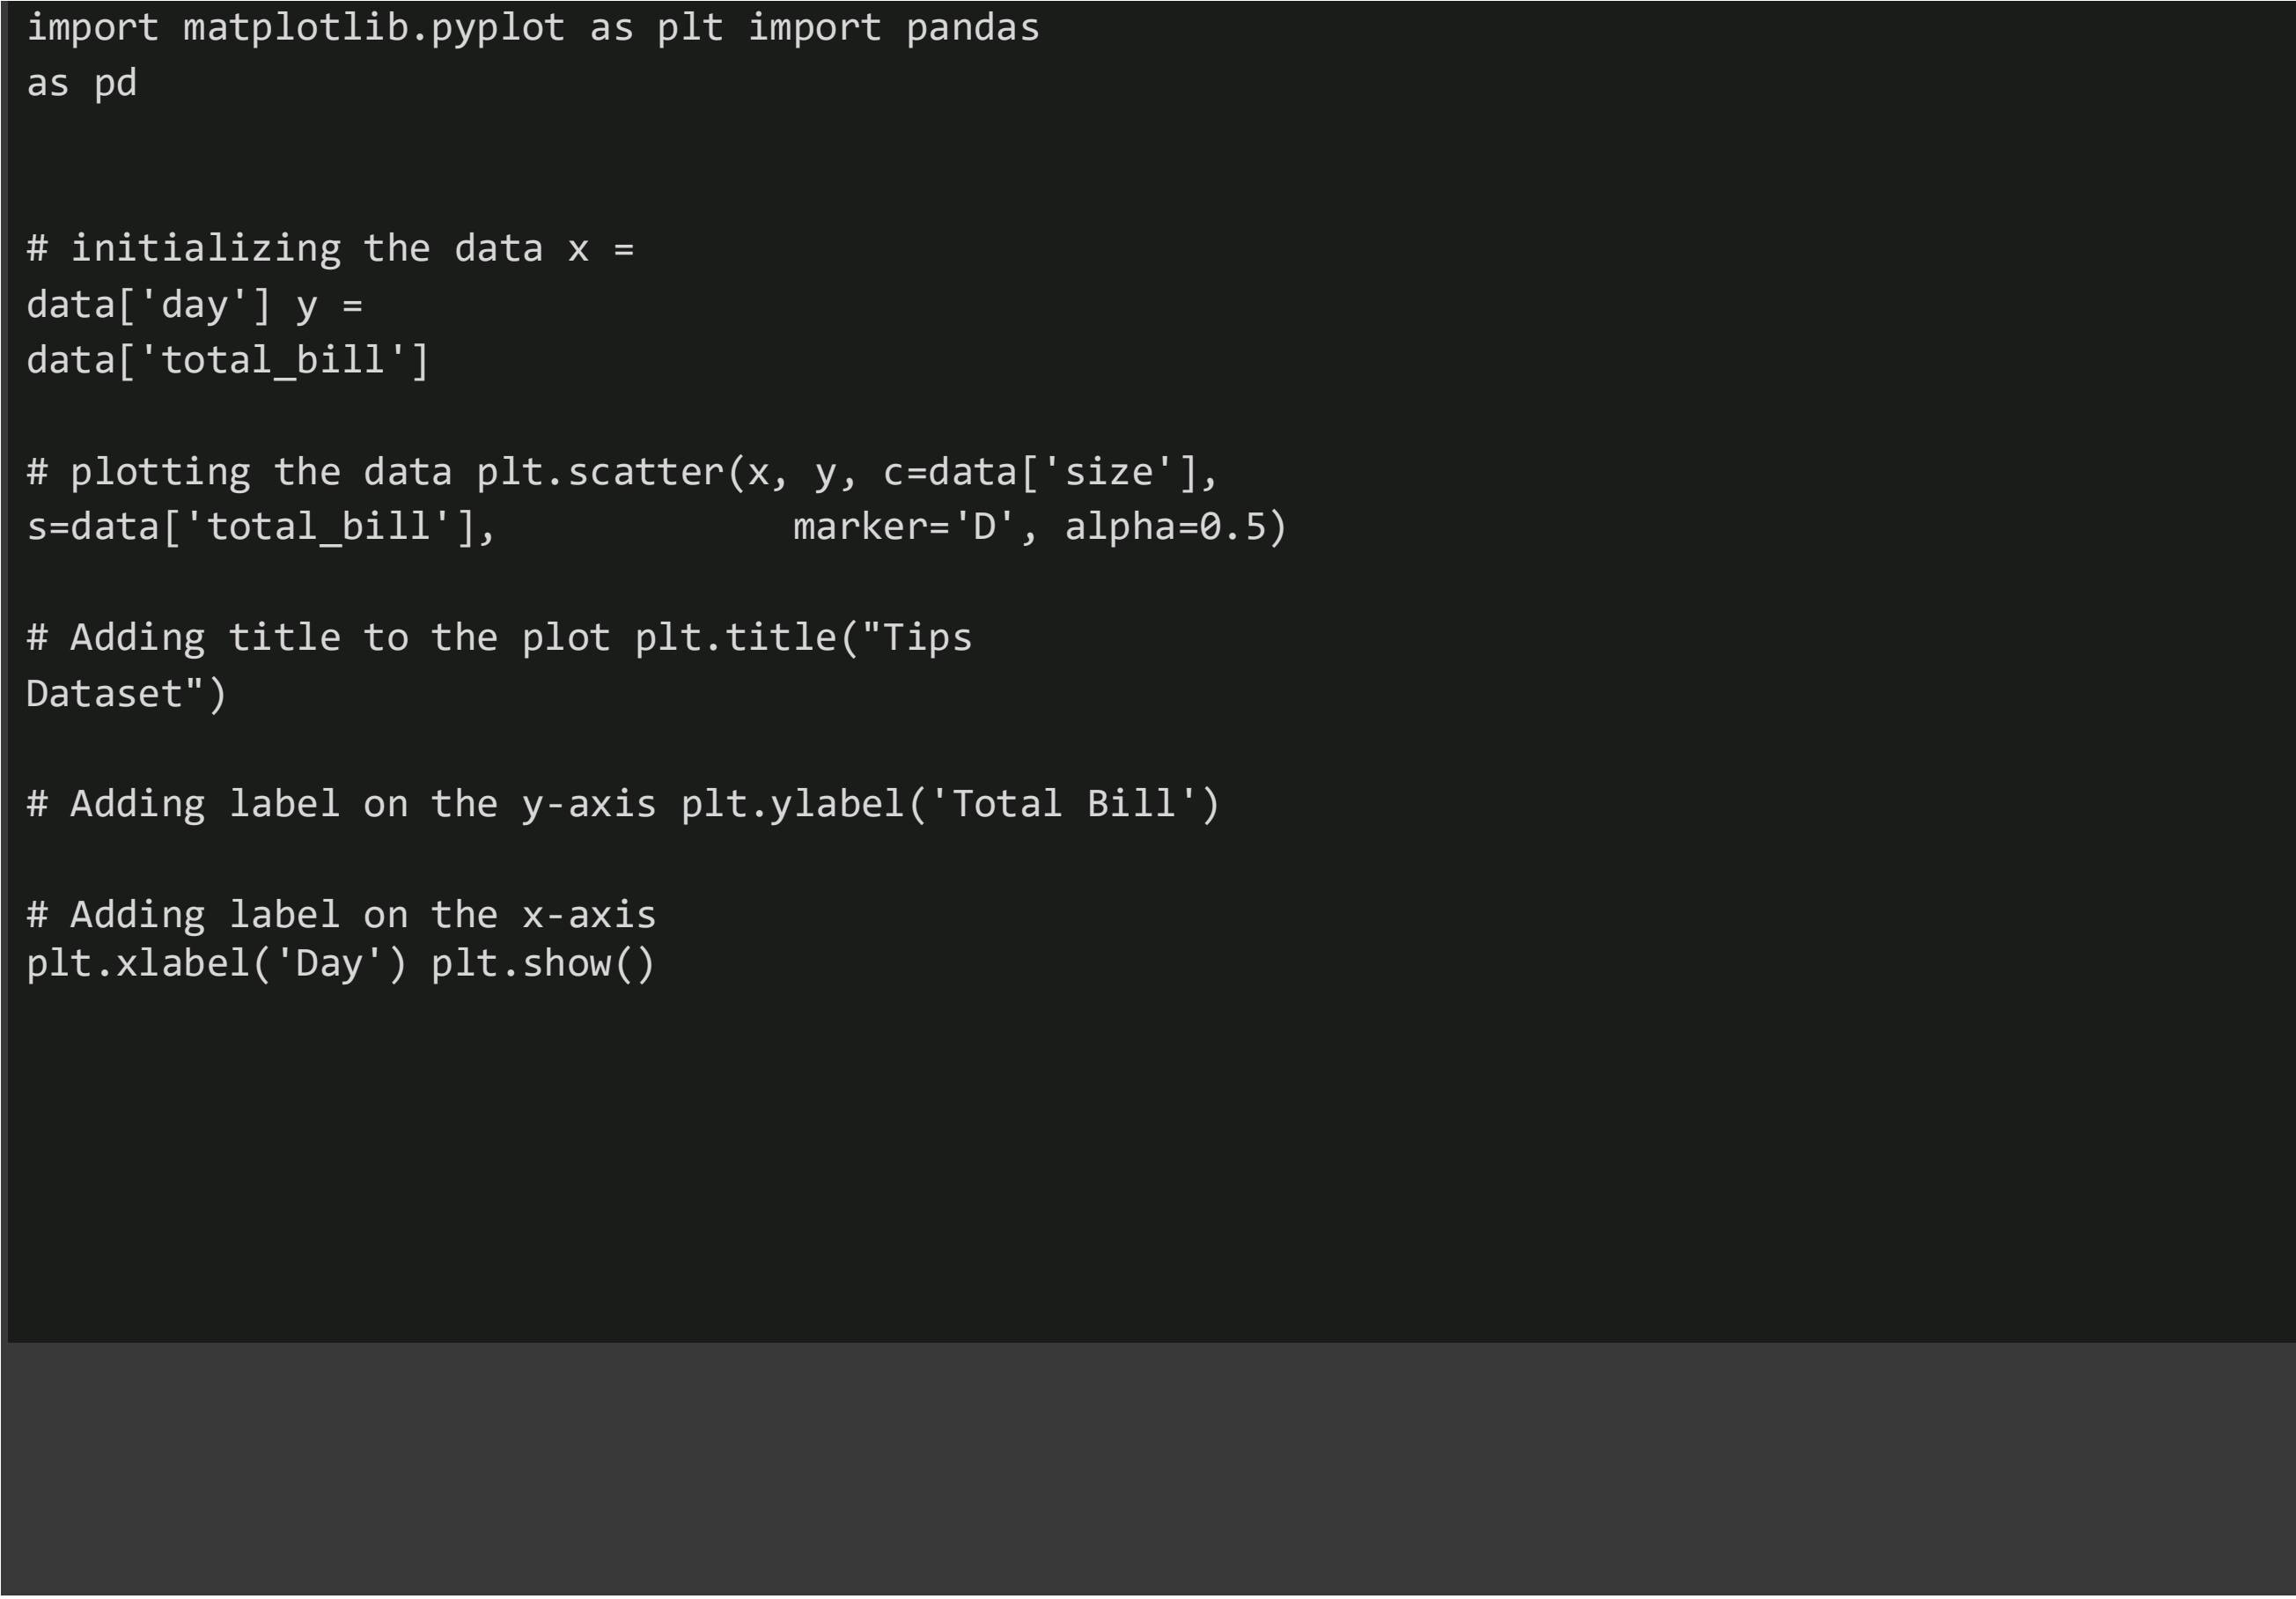 import matplotlib.pyplot as plt import pandas
as pd
# initializing the data x =
data['day'] y =
data['total_bill']
# plotting the data plt.scatter(x, y, c=data['size'],
s=data['total_bill'],             marker='D', alpha=0.5)
# Adding title to the plot plt.title("Tips
Dataset")
# Adding label on the y-axis plt.ylabel('Total Bill')
# Adding label on the x-axis
plt.xlabel('Day') plt.show()